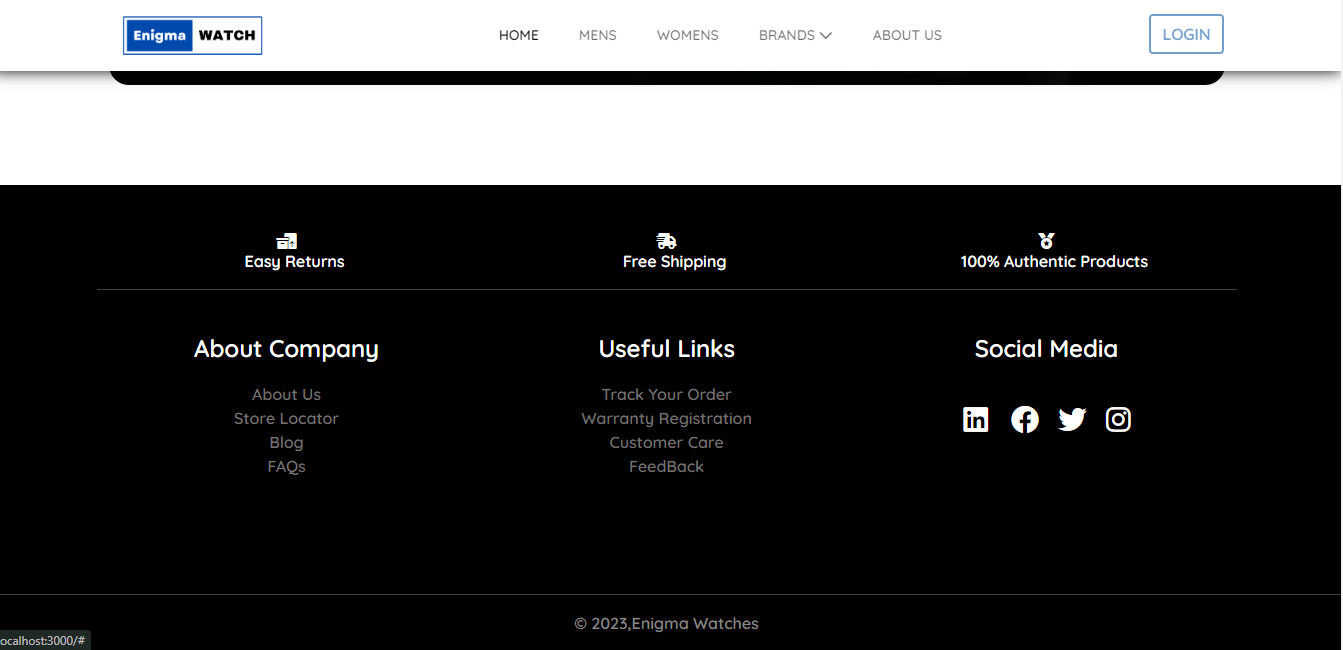 Enigma WATCH
HOME MENS WOMENS BRANDS ABOUT US
LOGIN
Easy Returns Free Shipping 100% Authentic Products
About Company Useful Links Social Media
About Us Track Your Order
Store Locator Warranty Registration
Blog Customer Care
FAQs FeedBack
© 2023,Enigma Watches
ocalhost:3000/#